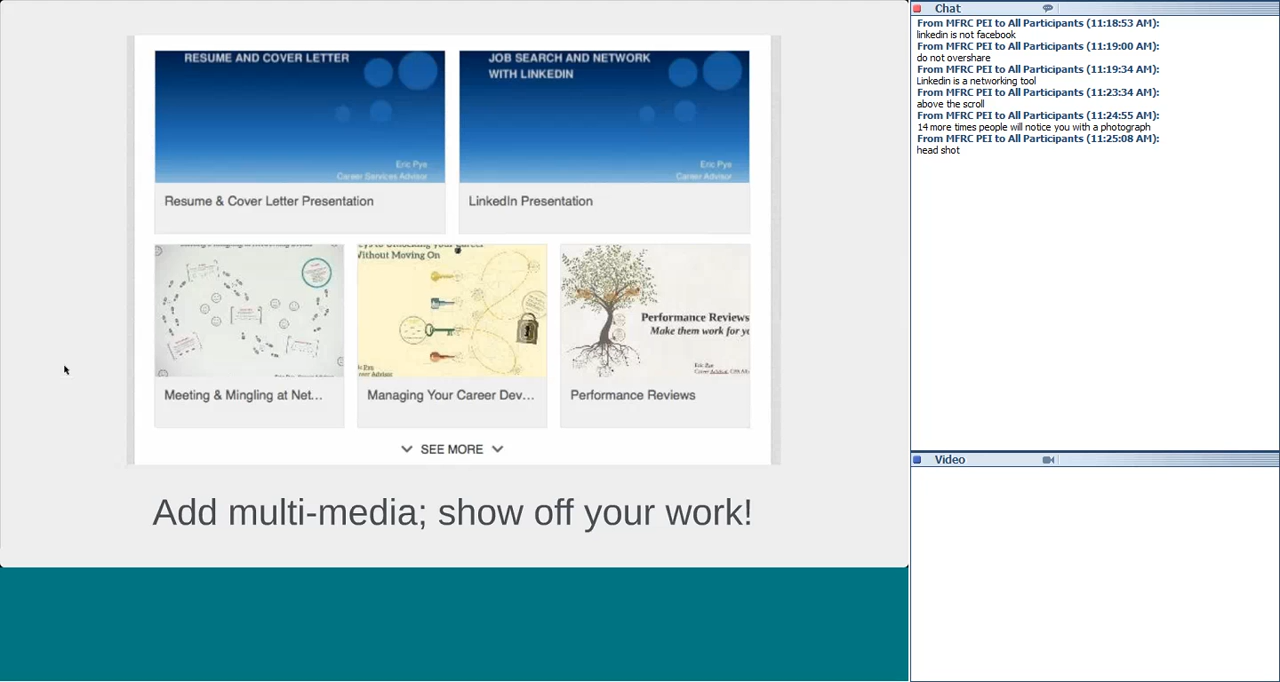 RESUME AND COVER LETTER
Eric Pye
Career Services Advisor
Resume & Cover Letter Presentation
JOB SEARCH AND NETWORK
WITH LINKEDIN
Eric Pye
Career Advisor
LinkedIn Presentation
Meeting & Mingling at Net...
Without Moving On
Managing Your Career Dev...
Performance Reviews
Make them work for yo
Eric Pye
Performance Reviews
SEE MORE
Add multi-media; show off your work!
Chat
From MFRC PEI to All Participants (11:18:53 AM):
linkedin is not facebook
From MFRC PEI to All Participants (11:19:00 AM):
do not overshare
From MFRC PEI to All Participants (11:19:34 AM):
Linkedin is a networking tool
From MFRC PEI to All Participants (11:23:34 AM):
above the scroll
From MFRC PEI to All Participants (11:24:55 AM):
14 more times people will notice you with a photograph
From MFRC PEI to All Participants (11:25:08 AM):
head shot
Video